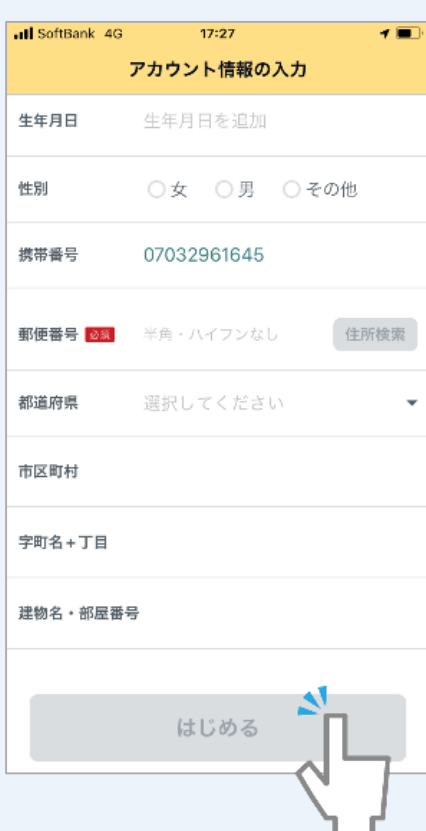 SoftBank 4G 17:27
アカウント情報の入力
生年月日 生年月日を追加
性別 女 男 その他
携帯番号 07032961645
郵便番号 必須 半角・ハイフンなし 住所検索
都道府県 選択してください
市区町村
字町名+丁目
建物名・部屋番号
はじめる